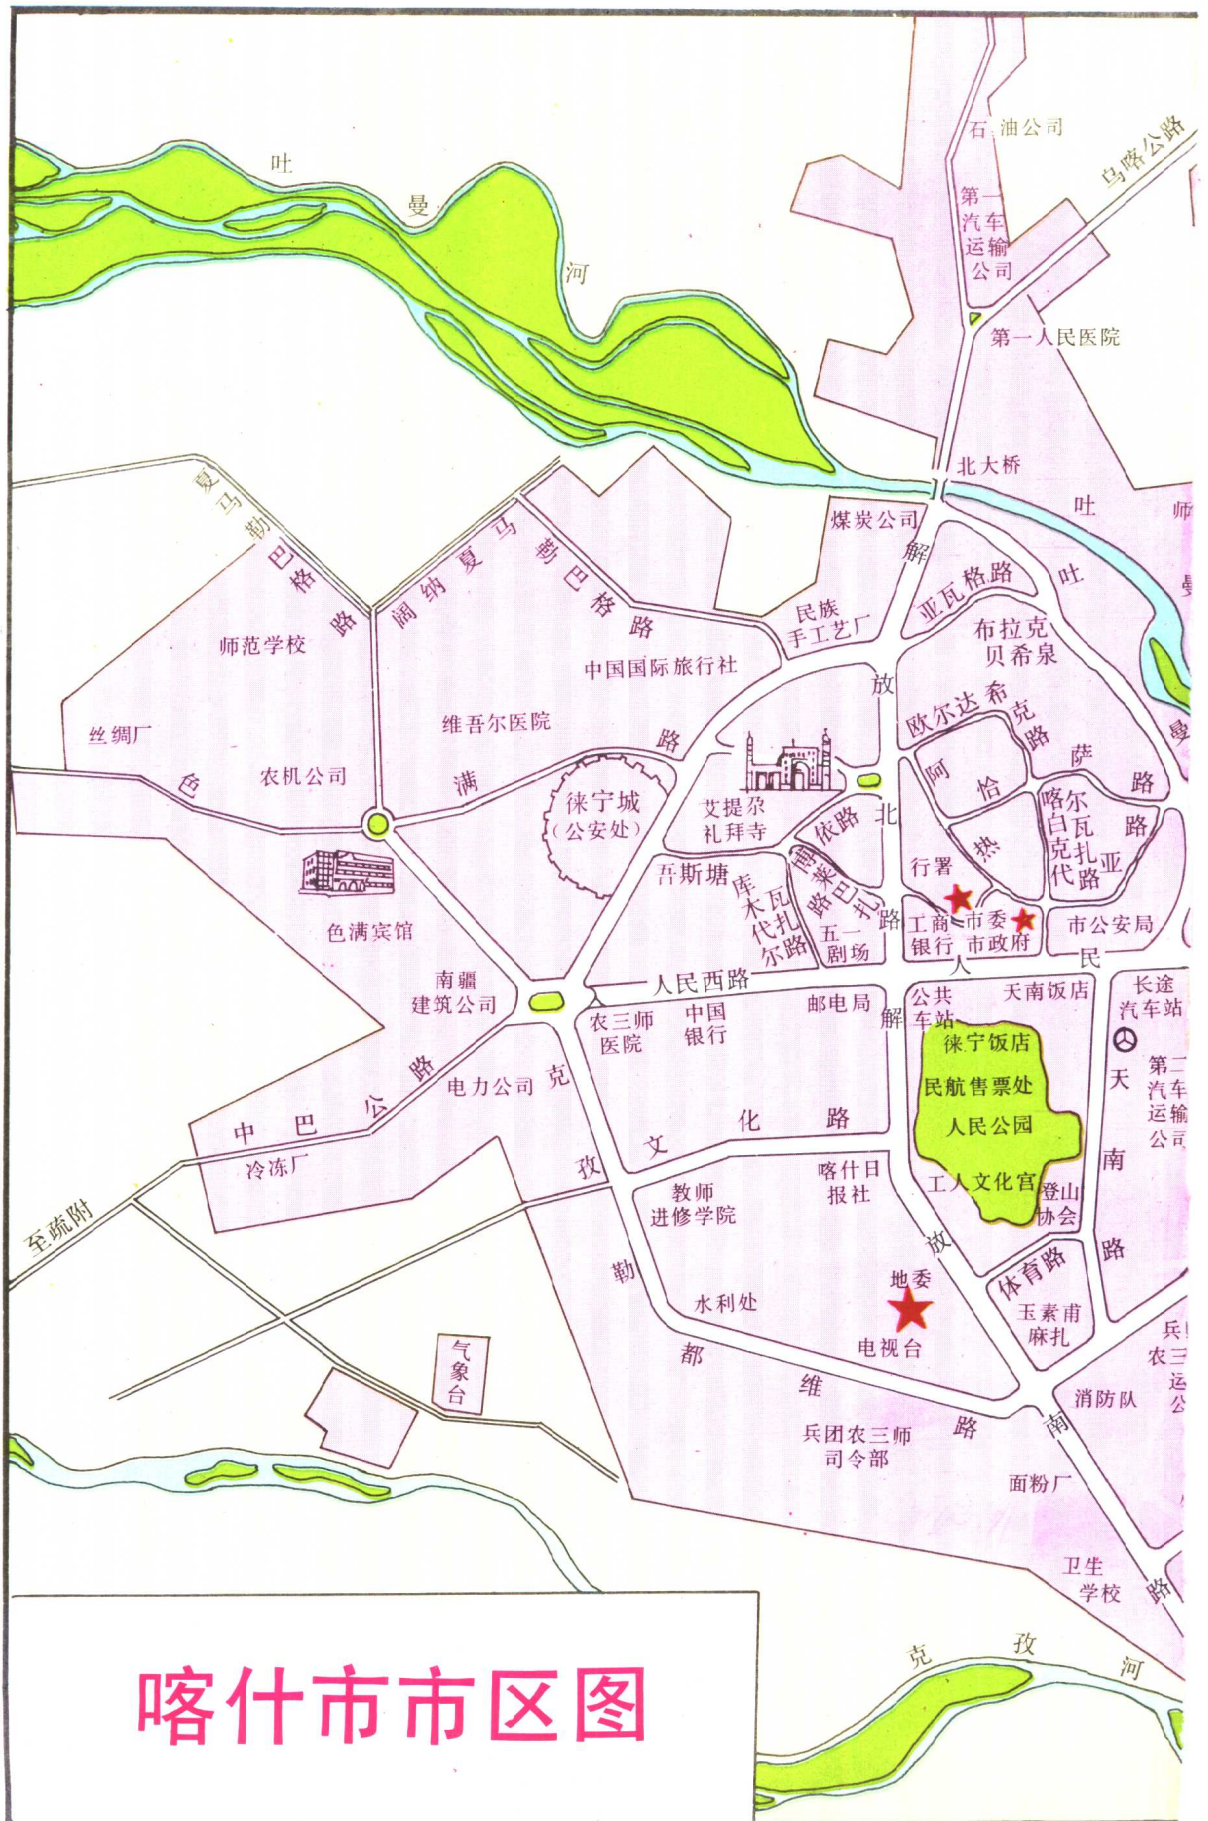 吐曼河
石油公司
乌喀公路
第一
汽车
运输
公司
第一人民医院
北大桥
吐
曼
师
煤炭公司
夏马勒巴格路
阔纳夏马勒巴格路
解放北路
亚瓦格路
吐曼路
民族
手工艺厂
布拉克
贝希泉
师范学校
中国国际旅行社
丝绸厂
维吾尔医院
欧尔达希克路
农机公司
色满路
徕宁城
(公安处)
艾提尕
礼拜寺
依路
阿热
恰萨路
喀尔
白瓦
克扎
代路
亚路
行署
吾斯塘博
库木代尔瓦扎路
莱巴扎路
五一
剧场
工商
银行
市委
市政府
市公安局
色满宾馆
南疆
建筑公司
人民西路
人民
农三师
医院
中国
银行
邮电局
公共
车站
天南饭店
长途
汽车站
徕宁饭店
民航售票处
人民公园
工人文化宫
登山
协会
第二
汽车
运输
公司
天南路
电力公司
中巴公路
冷冻厂
至疏附
文化路
克孜勒都维路
教师
进修学院
喀什日
报社
解放南路
体育路
地委
玉素甫
麻扎
水利处
电视台
气象台
兵
农三
运
公
消防队
兵团农三师
司令部
面粉厂
卫生
学校
克孜河
喀什市市区图